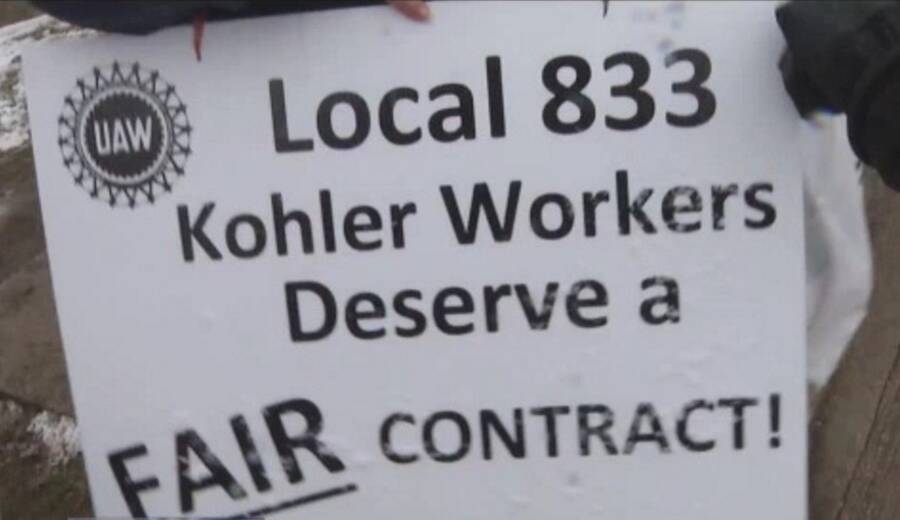 UAW
Local 833
Kohler Workers
Deserve a
FAIR CONTRACT!